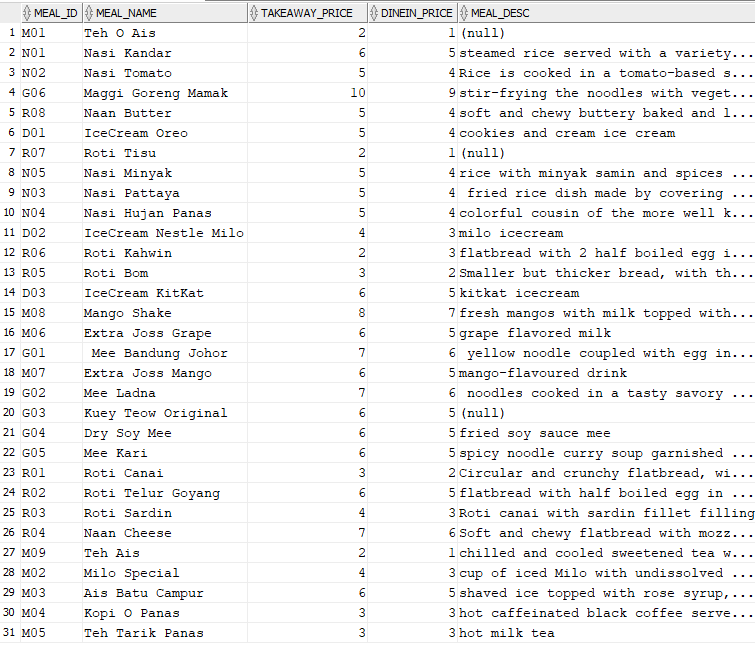 MEAL_ID MEAL_NAME TAKEAWAY_PRICE DINEIN_PRICE MEAL_DESC
1 M01 Teh O Ais 2 1 (null)
2 N01 Nasi Kandar 6 5 steamed rice served with a variety...
3 N02 Nasi Tomato 5 4 Rice is cooked in a tomato-based s...
4 G06 Maggi Goreng Mamak 10 9 stir-frying the noodles with veget...
5 R08 Naan Butter 5 4 soft and chewy buttery baked and l...
6 D01 IceCream Oreo 5 4 cookies and cream ice cream
7 R07 Roti Tisu 2 1 (null)
8 N05 Nasi Minyak 5 4 rice with minyak samin and spices ...
9 N03 Nasi Pattaya 5 4 fried rice dish made by covering ...
10 N04 Nasi Hujan Panas 5 4 colorful cousin of the more well k...
11 D02 IceCream Nestle Milo 4 3 milo icecream
12 R06 Roti Kahwin 2 3 flatbread with 2 half boiled egg i...
13 R05 Roti Bom 3 2 Smaller but thicker bread, with th...
14 D03 IceCream KitKat 6 5 kitkat icecream
15 M08 Mango Shake 8 7 fresh mangos with milk topped with...
16 M06 Extra Joss Grape 6 5 grape flavored milk
17 G01 Mee Bandung Johor 7 6 yellow noodle coupled with egg in...
18 M07 Extra Joss Mango 6 5 mango-flavoured drink
19 G02 Mee Ladna 7 6 noodles cooked in a tasty savory ...
20 G03 Kuey Teow Original 6 5 (null)
21 G04 Dry Soy Mee 6 5 fried soy sauce mee
22 G05 Mee Kari 6 5 spicy noodle curry soup garnished ...
23 R01 Roti Canai 3 2 Circular and crunchy flatbread, wi...
24 R02 Roti Telur Goyang 6 5 flatbread with half boiled egg in ...
25 R03 Roti Sardin 4 3 Roti canai with sardin fillet filling
26 R04 Naan Cheese 7 6 Soft and chewy flatbread with mozz...
27 M09 Teh Ais 2 1 chilled and cooled sweetened tea w...
28 M02 Milo Special 4 3 cup of iced Milo with undissolved ...
29 M03 Ais Batu Campur 6 5 shaved ice topped with rose syrup,...
30 M04 Kopi O Panas 3 3 hot caffeinated black coffee serve...
31 M05 Teh Tarik Panas 3 3 hot milk tea